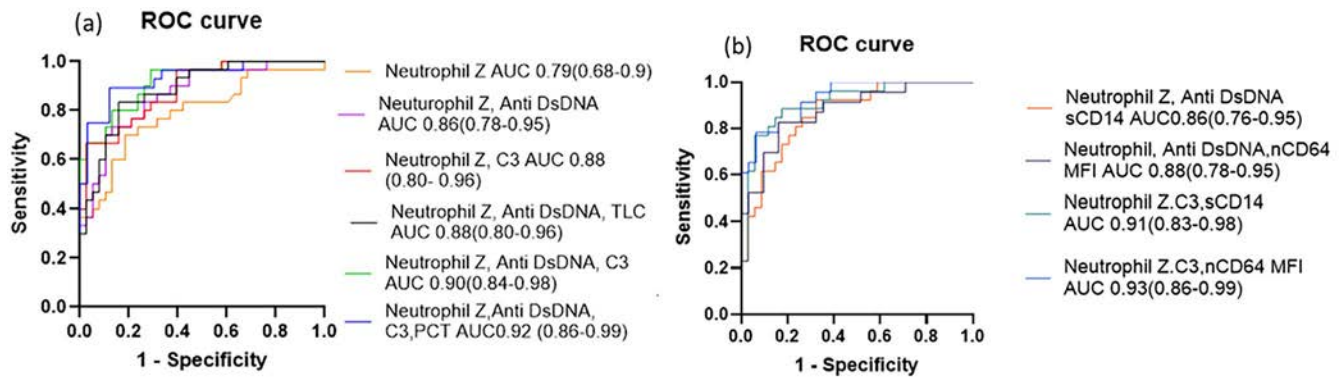 (a)
ROC curve
1.0
0.8
0.6
0.4
0.2
0.0
0.0 0.2 0.4 0.6 0.8 1.0
Sensitivity
1 - Specificity
Neutrophil Z AUC 0.79(0.68-0.9)
Neuturophil Z, Anti DsDNA
AUC 0.86(0.78-0.95)
Neutrophil Z, C3 AUC 0.88
(0.80- 0.96)
Neutrophil Z, Anti DsDNA, TLC
AUC 0.88(0.80-0.96)
Neutrophil Z, Anti DsDNA, C3
AUC 0.90(0.84-0.98)
Neutrophil Z,Anti DsDNA,
C3,PCT AUC0.92 (0.86-0.99)
(b)
ROC curve
1.0
0.8
0.6
0.4
0.2
0.0
0.0 0.2 0.4 0.6 0.8 1.0
Sensitivity
1 - Specificity
Neutrophil Z, Anti DsDNA
sCD14 AUC0.86(0.76-0.95)
Neutrophil, Anti DsDNA,nCD64
MFI AUC 0.88(0.78-0.95)
Neutrophil Z.C3,sCD14
AUC 0.91(0.83-0.98)
Neutrophil Z.C3,nCD64 MFI
AUC 0.93(0.86-0.99)